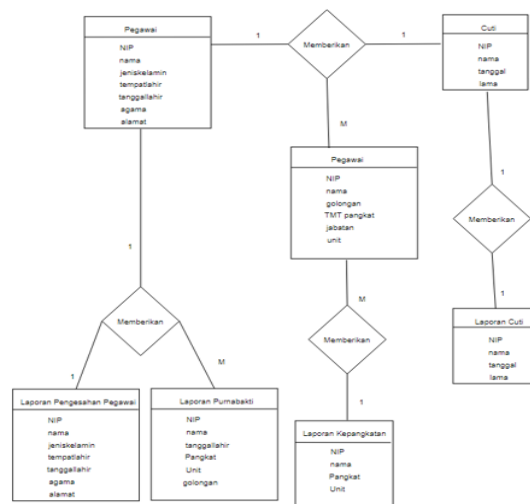 Pegawai
NIP
nama
jeniskelamin
tempatlahir
tanggallahir
agama
alamat
1
Memberikan
1
M
Cuti
NIP
nama
tanggal
lama
Pegawai
NIP
nama
golongan
TMT pangkat
jabatan
unit
1
Memberikan
1
1
Memberikan
1
M
M
Memberikan
1
Laporan Cuti
NIP
nama
tanggal
lama
Laporan Pengesahan Pegawai
NIP
nama
jeniskelamin
tempatlahir
tanggallahir
agama
alamat
Laporan Purnabakti
NIP
nama
tanggallahir
Pangkat
Unit
golongan
Laporan Kepangkatan
NIP
nama
Pangkat
Unit